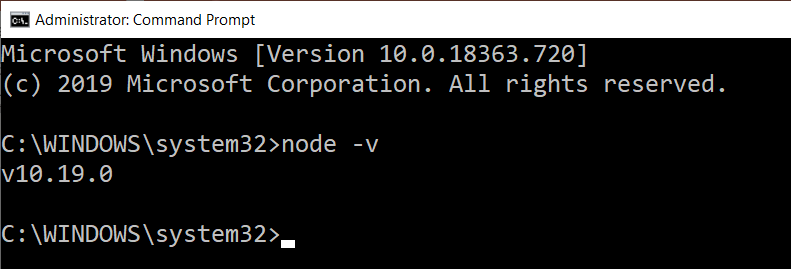 Administrator: Command Prompt
Microsoft Windows [Version 10.0.18363.720]
(c) 2019 Microsoft Corporation. All rights reserved.
C:\WINDOWS\system32>node -v
v10.19.0
C:\WINDOWS\system32>